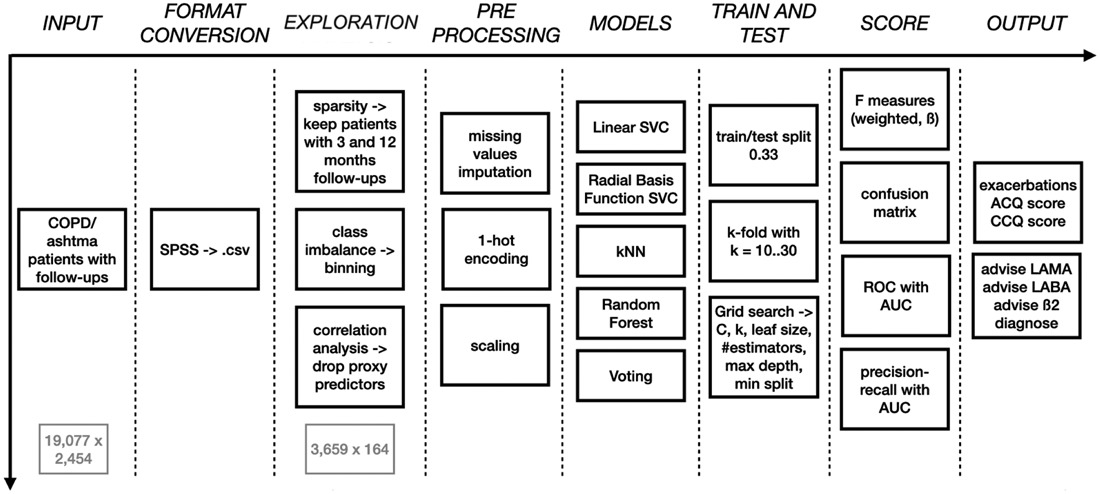 INPUT
FORMAT
CONVERSION
EXPLORATION
PRE
PROCESSING
MODELS
TRAIN AND
TEST
SCORE
OUTPUT
COPD/
ashtma
patients with
follow-ups
19,077 x
2,454
SPSS -> .csv
sparsity ->
keep patients
with 3 and 12
months
follow-ups
class
imbalance ->
binning
correlation
analysis ->
drop proxy
predictors
3,659 x 164
missing
values
imputation
1-hot
encoding
scaling
Linear SVC
Radial Basis
Function SVC
kNN
Random
Forest
Voting
train/test split
0.33
k-fold with
k = 10..30
Grid search ->
C, k, leaf size,
#estimators,
max depth,
min split
F measures
(weighted, ß)
confusion
matrix
ROC with
AUC
precision-
recall with
AUC
exacerbations
ACQ score
CCQ score
advise LAMA
advise LABA
advise ß2
diagnose